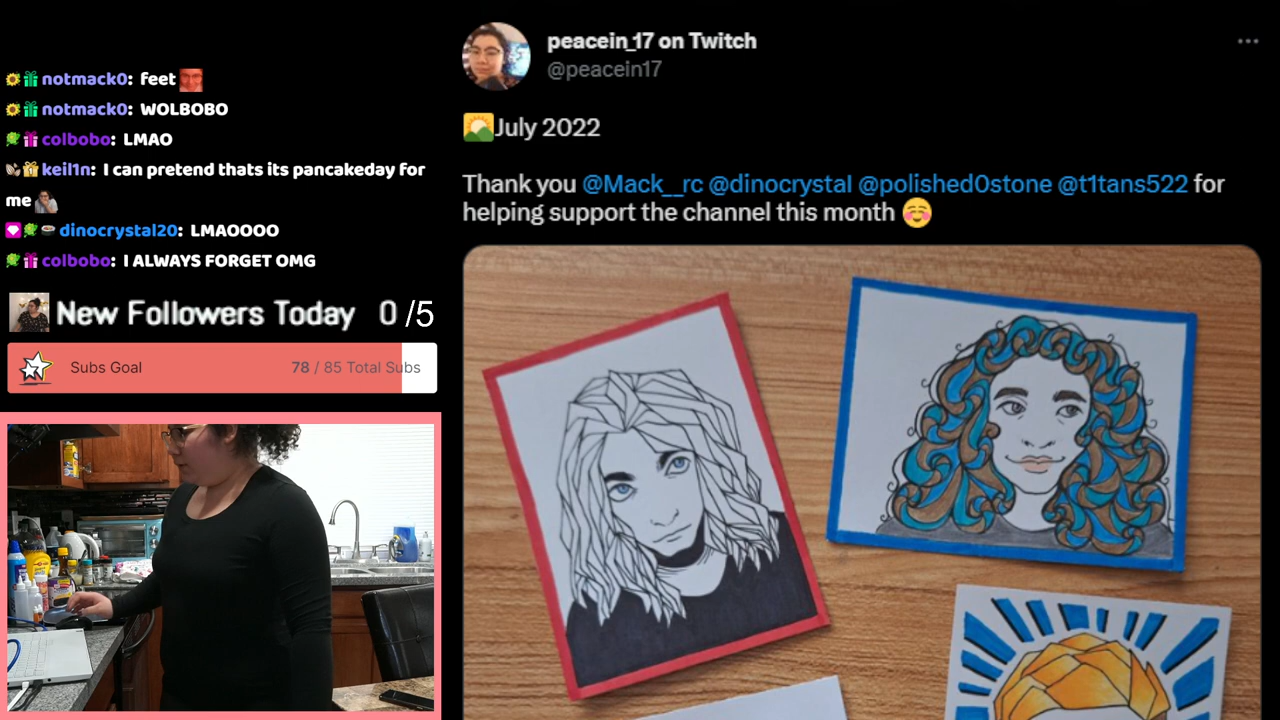 notmack0: feet
notmack0: WOLBOBO
colbobo: LMAO
keil1n: I can pretend thats its pancakeday for
me
dinocrystal20: LMAOOOO
colbobo: I ALWAYS FORGET OMG
New Followers Today 0 /5
Subs Goal 78 / 85 Total Subs
peacein_17 on Twitch
@peacein17
July 2022
Thank you @Mack__rc @dinocrystal @polished0stone @t1tans522 for
helping support the channel this month